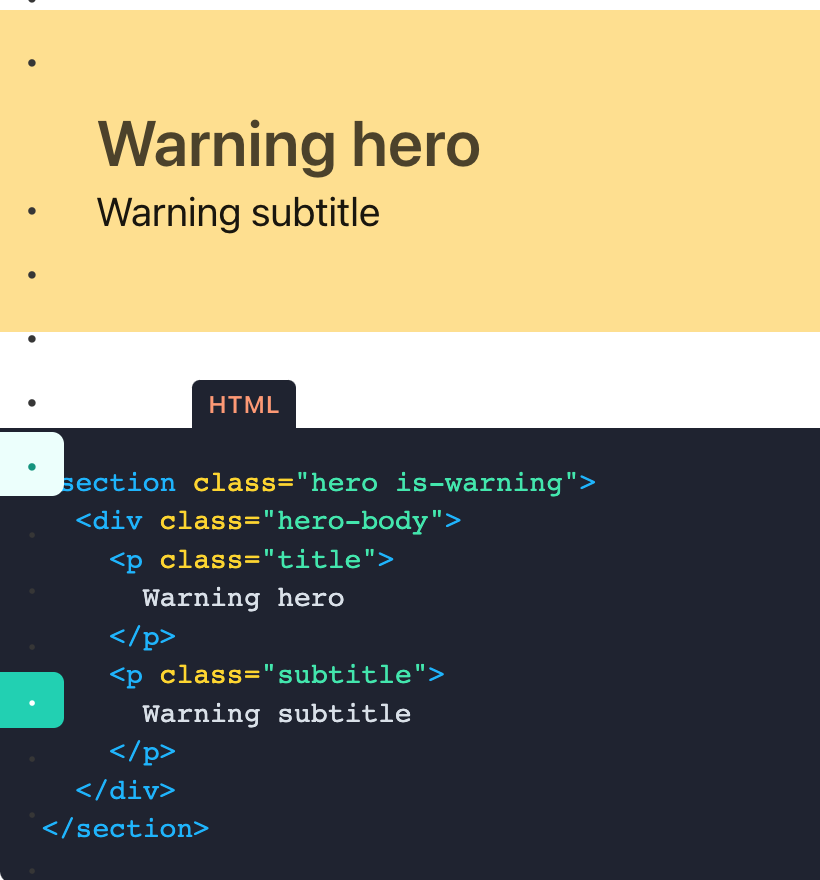 Warning hero
Warning subtitle
HTML
section class="hero is-warning">
<div class="hero-body">
<p class="title">
Warning hero
</p>
<p class="subtitle">
Warning subtitle
</p>
</div>
</section>